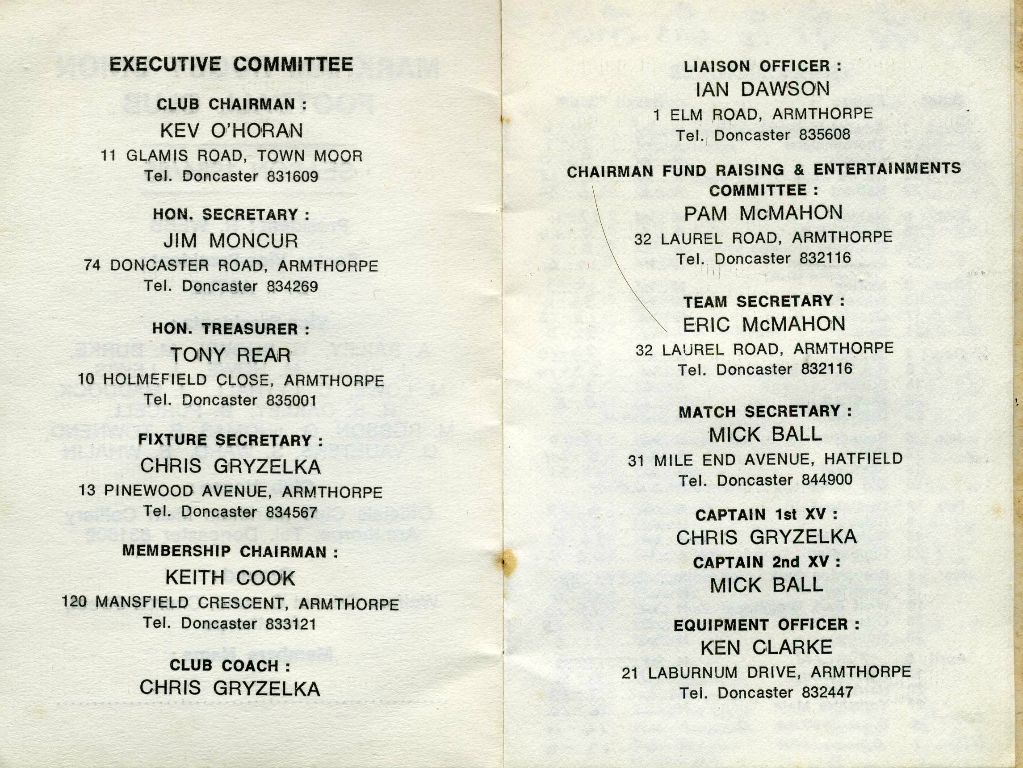 EXECUTIVE COMMITTEE
CLUB CHAIRMAN :
KEV O'HORAN
11 GLAMIS ROAD, TOWN MOOR
Tel. Doncaster 831609
HON. SECRETARY :
JIM MONCUR
74 DONCASTER ROAD, ARMTHORPE
Tel. Doncaster 834269
HON. TREASURER :
TONY REAR
10 HOLMEFIELD CLOSE, ARMTHORPE
Tel. Doncaster 835001
FIXTURE SECRETARY :
CHRIS GRYZELKA
13 PINEWOOD AVENUE, ARMTHORPE
Tel. Doncaster 834567
MEMBERSHIP CHAIRMAN :
KEITH COOK
120 MANSFIELD CRESCENT, ARMTHORPE
Tel. Doncaster 833121
CLUB COACH :
CHRIS GRYZELKA
LIAISON OFFICER :
IAN DAWSON
1 ELM ROAD, ARMTHORPE
Tel. Doncaster 835608
CHAIRMAN FUND RAISING & ENTERTAINMENTS
COMMITTEE :
PAM McMAHON
32 LAUREL ROAD, ARMTHORPE
Tel. Doncaster 832116
TEAM SECRETARY :
ERIC McMAHON
32 LAUREL ROAD, ARMTHORPE
Tel. Doncaster 832116
MATCH SECRETARY :
MICK BALL
31 MILE END AVENUE, HATFIELD
Tel. Doncaster 844900
CAPTAIN 1st XV :
CHRIS GRYZELKA
CAPTAIN 2nd XV :
MICK BALL
EQUIPMENT OFFICER :
KEN CLARKE
21 LABURNUM DRIVE, ARMTHORPE
Tel. Doncaster 832447